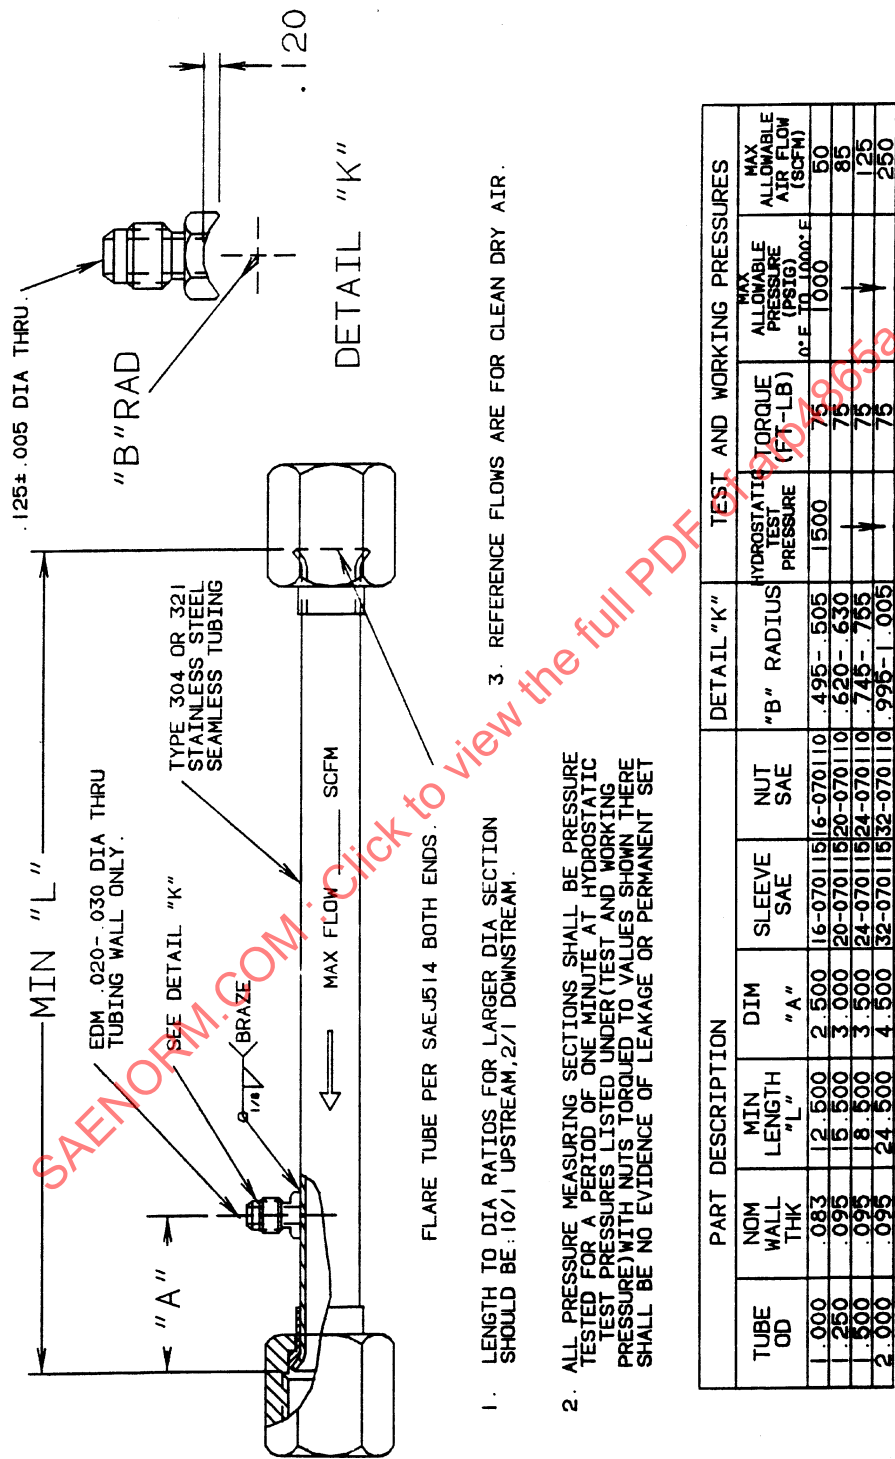 MIN "L"
"A"
EDM .020-.030 DIA THRU
TUBING WALL ONLY.
SEE DETAIL "K"
BRAZE
1/8
TYPE 304 OR 321
STAINLESS STEEL
SEAMLESS TUBING
MAX FLOW ____ SCFM
FLARE TUBE PER SAEJ514 BOTH ENDS.
.125±.005 DIA THRU.
"B"RAD
.120
DETAIL "K"
1. LENGTH TO DIA RATIOS FOR LARGER DIA SECTION
SHOULD BE:10/1 UPSTREAM,2/1 DOWNSTREAM.
2. ALL PRESSURE MEASURING SECTIONS SHALL BE PRESSURE
TESTED FOR A PERIOD OF ONE MINUTE AT HYDROSTATIC
TEST PRESSURES LISTED UNDER(TEST AND WORKING
PRESSURE)WITH NUTS TORQUED TO VALUES SHOWN THERE
SHALL BE NO EVIDENCE OF LEAKAGE OR PERMANENT SET
3. REFERENCE FLOWS ARE FOR CLEAN DRY AIR.
PART DESCRIPTION DETAIL"K" TEST AND WORKING PRESSURES
TUBE OD NOM WALL THK MIN LENGTH "L" DIM "A" SLEEVE SAE NUT SAE "B" RADIUS HYDROSTATIC TEST PRESSURE TORQUE (FT-LB) MAX ALLOWABLE PRESSURE (PSIG) 0°F TO 1000°F MAX ALLOWABLE AIR FLOW (SCFM)
1.000 .083 12.500 2.500 16-070115 16-070110 .495-.505 1500 75 1000 50
1.250 .095 15.500 3.000 20-070115 20-070110 .620-.630 75 85
1.500 .095 18.500 3.500 24-070115 24-070110 .745-.755 75 125
2.000 .095 24.500 4.500 32-070115 32-070110 .995-1.005 75 250
SAENORM.COM : Click to view the full PDF of arp4865a